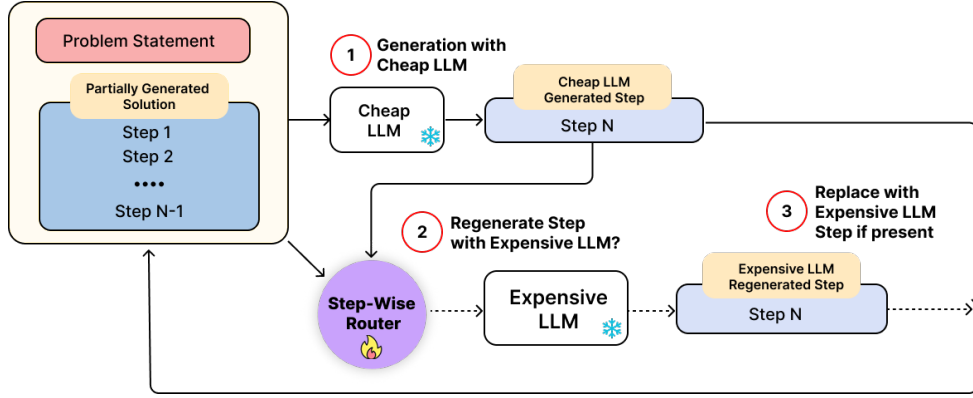 Problem Statement
Partially Generated
Solution
Step 1
Step 2
••••
Step N-1
1
Generation with
Cheap LLM
Cheap
LLM
Cheap LLM
Generated Step
Step N
2
Regenerate Step
with Expensive LLM?
Step-Wise
Router
Expensive
LLM
3
Replace with
Expensive LLM
Step if present
Expensive LLM
Regenerated Step
Step N